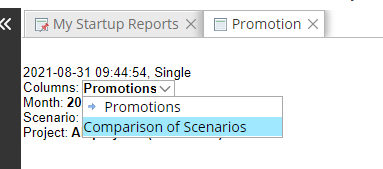 My Startup Reports Promotion
2021-08-31 09:44:54, Single
Columns: Promotions
Month: 20
Promotions
Scenario:
Comparison of Scenarios
Project: